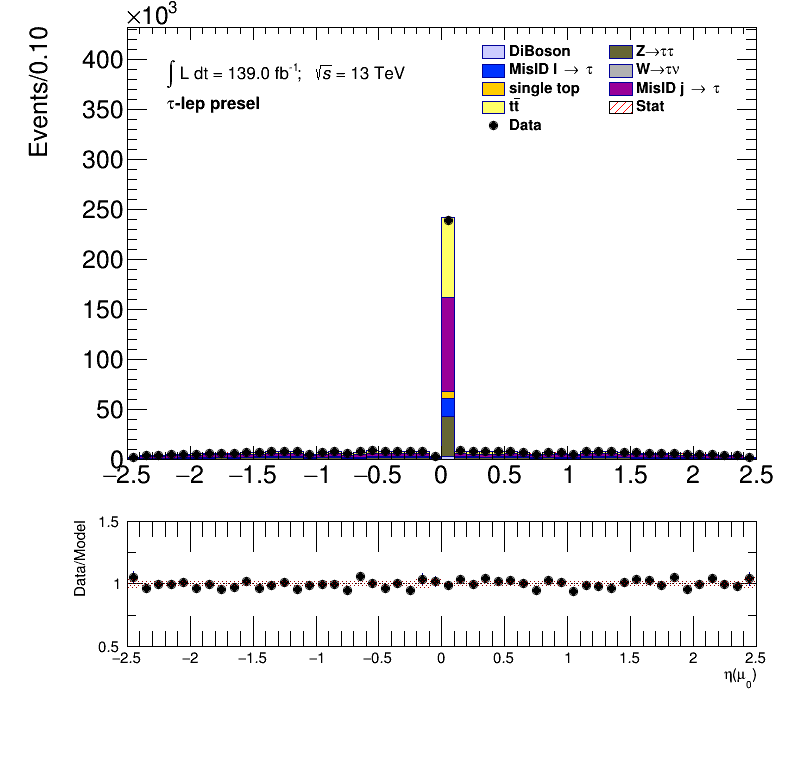 ×10³
Events/0.10
400
350
300
250
200
150
100
50
0
∫ L dt = 139.0 fb⁻¹; √s = 13 TeV
τ-lep presel
DiBoson
MisID l → τ
single top
tt̄
Data
Z→ττ
W→τν
MisID j → τ
Stat
−2.5 −2 −1.5 −1 −0.5 0 0.5 1 1.5 2 2.5
Data/Model
1.5
1
0.5
−2.5 −2 −1.5 −1 −0.5 0 0.5 1 1.5 2 2.5
η(μ₀)